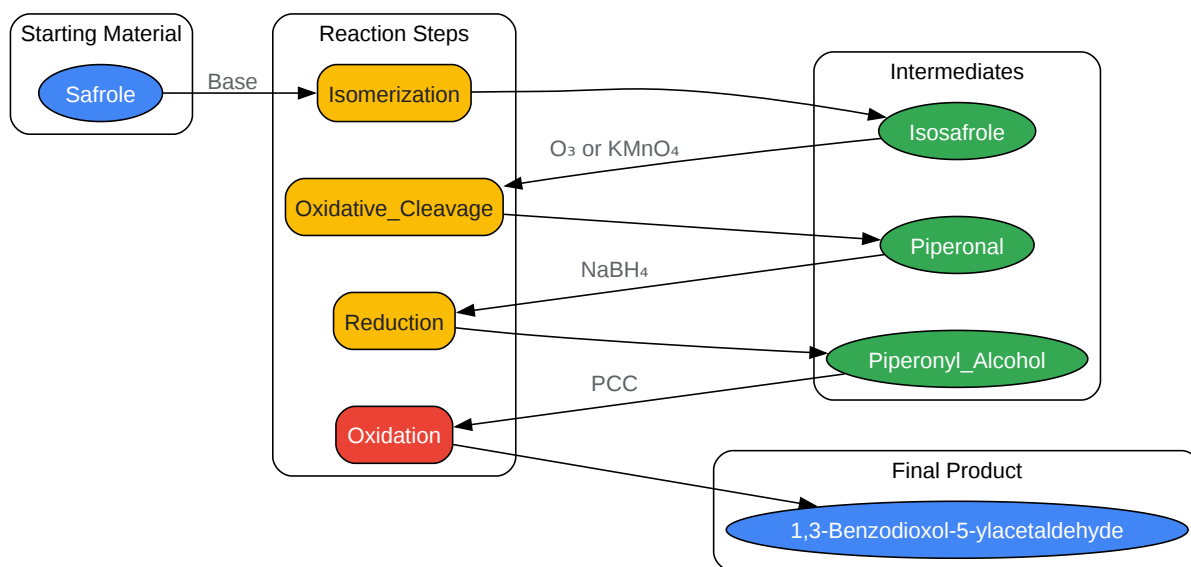 Starting Material
Safrole
Base
Reaction Steps
Isomerization
Oxidative_Cleavage
Reduction
Oxidation
O₃ or KMnO₄
NaBH₄
PCC
Intermediates
Isosafrole
Piperonal
Piperonyl_Alcohol
Final Product
1,3-Benzodioxol-5-ylacetaldehyde